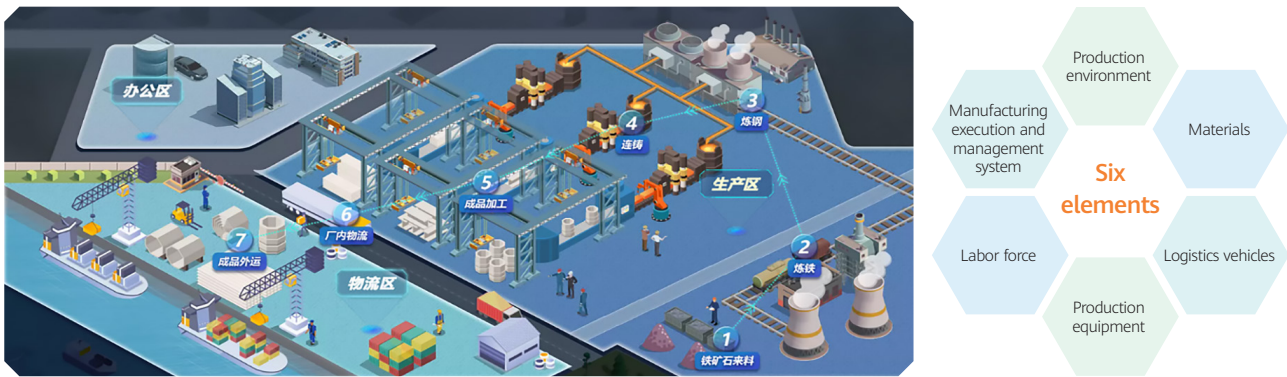 办公区
3
炼钢
4
连铸
生产区
5
成品加工
6
厂内物流
7
成品外运
2
炼铁
物流区
1
铁矿石来料
Production
environment
Manufacturing
execution and
management
system
Materials
Six
elements
Labor force
Logistics vehicles
Production
equipment